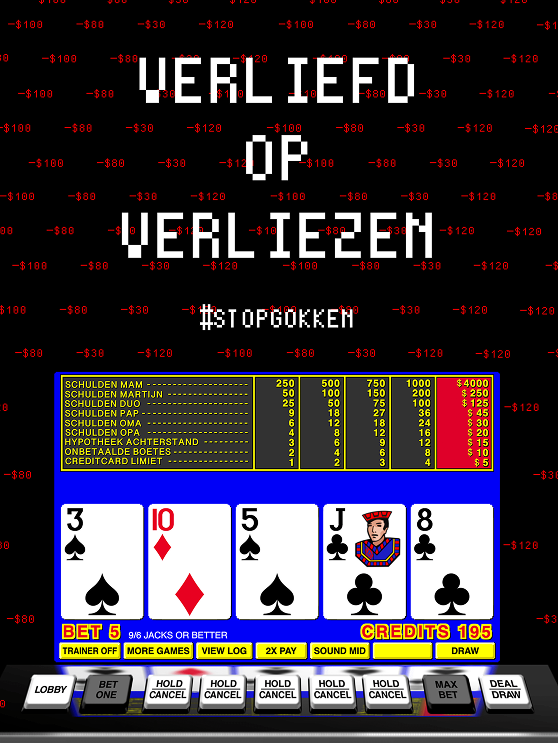 VERLIEFD
OP
VERLIEZEN
#STOPGOKKEN
SCHULDEN MAM 250 500 750 1000 $4000
SCHULDEN MARTIJN 50 100 150 200 $ 250
SCHULDEN DUO 25 50 75 100 $ 125
SCHULDEN PAP 9 18 27 36 $ 45
SCHULDEN OMA 6 12 18 24 $ 30
SCHULDEN OPA 4 8 12 16 $ 20
HYPOTHEEK ACHTERSTAND 3 6 9 12 $ 15
ONBETAALDE BOETES 2 4 6 8 $ 10
CREDITCARD LIMIET 1 2 3 4 $ 5
3 10 5 J 8
BET 5 9/6 JACKS OR BETTER CREDITS 195
TRAINER OFF MORE GAMES VIEW LOG 2X PAY SOUND MID DRAW
LOBBY BET ONE HOLD CANCEL HOLD CANCEL HOLD CANCEL HOLD CANCEL HOLD CANCEL MAX BET DEAL DRAW